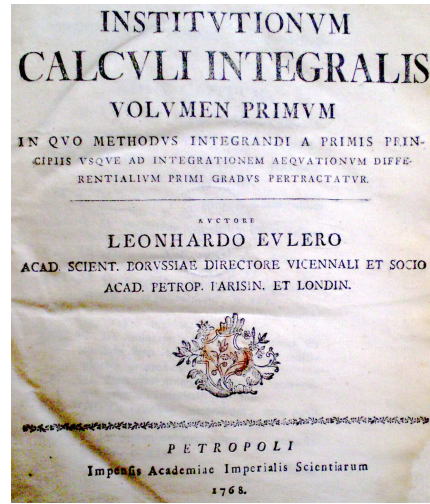 INSTITVTIONVM
CALCVLI INTEGRALIS
VOLVMEN PRIMVM
IN QVO METHODVS INTEGRANDI A PRIMIS PRIN-
CIPIIS VSQVE AD INTEGRATIONEM AEQVATIONVM DIFFE-
RENTIALIVM PRIMI GRADVS PERTRACTATVR.
AVCTORE
LEONHARDO EVLERO
ACAD. SCIENT. BORVSSIAE DIRECTORE VICENNALI ET SOCIO
ACAD. PETROP. PARISIN. ET LONDIN.
PETROPOLI
Impenſis Academiae Imperialis Scientiarum
1768.